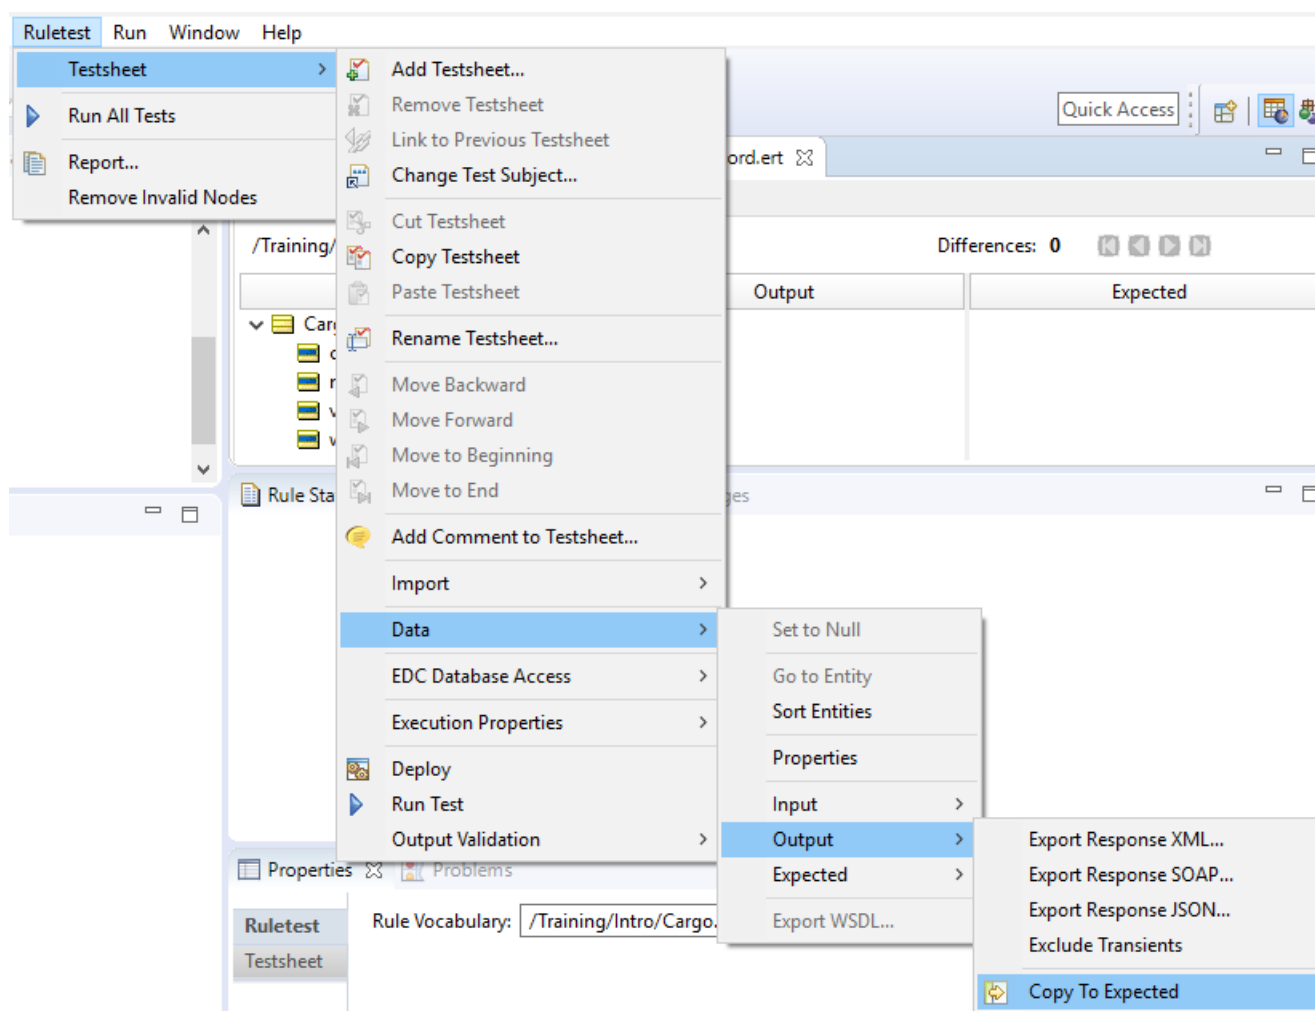 Ruletest Run Window Help
Testsheet
Run All Tests
Report...
Remove Invalid Nodes
Add Testsheet...
Remove Testsheet
Link to Previous Testsheet
Change Test Subject...
Cut Testsheet
Copy Testsheet
Paste Testsheet
Rename Testsheet...
Move Backward
Move Forward
Move to Beginning
Move to End
Add Comment to Testsheet...
Import
Data
EDC Database Access
Execution Properties
Deploy
Run Test
Output Validation
Set to Null
Go to Entity
Sort Entities
Properties
Input
Output
Expected
Export WSDL...
Export Response XML...
Export Response SOAP...
Export Response JSON...
Exclude Transients
Copy To Expected
Quick Access
ord.ert
/Training/
Differences: 0
Output Expected
Rule Sta
Properties Problems
Ruletest
Testsheet
Rule Vocabulary: /Training/Intro/Cargo.